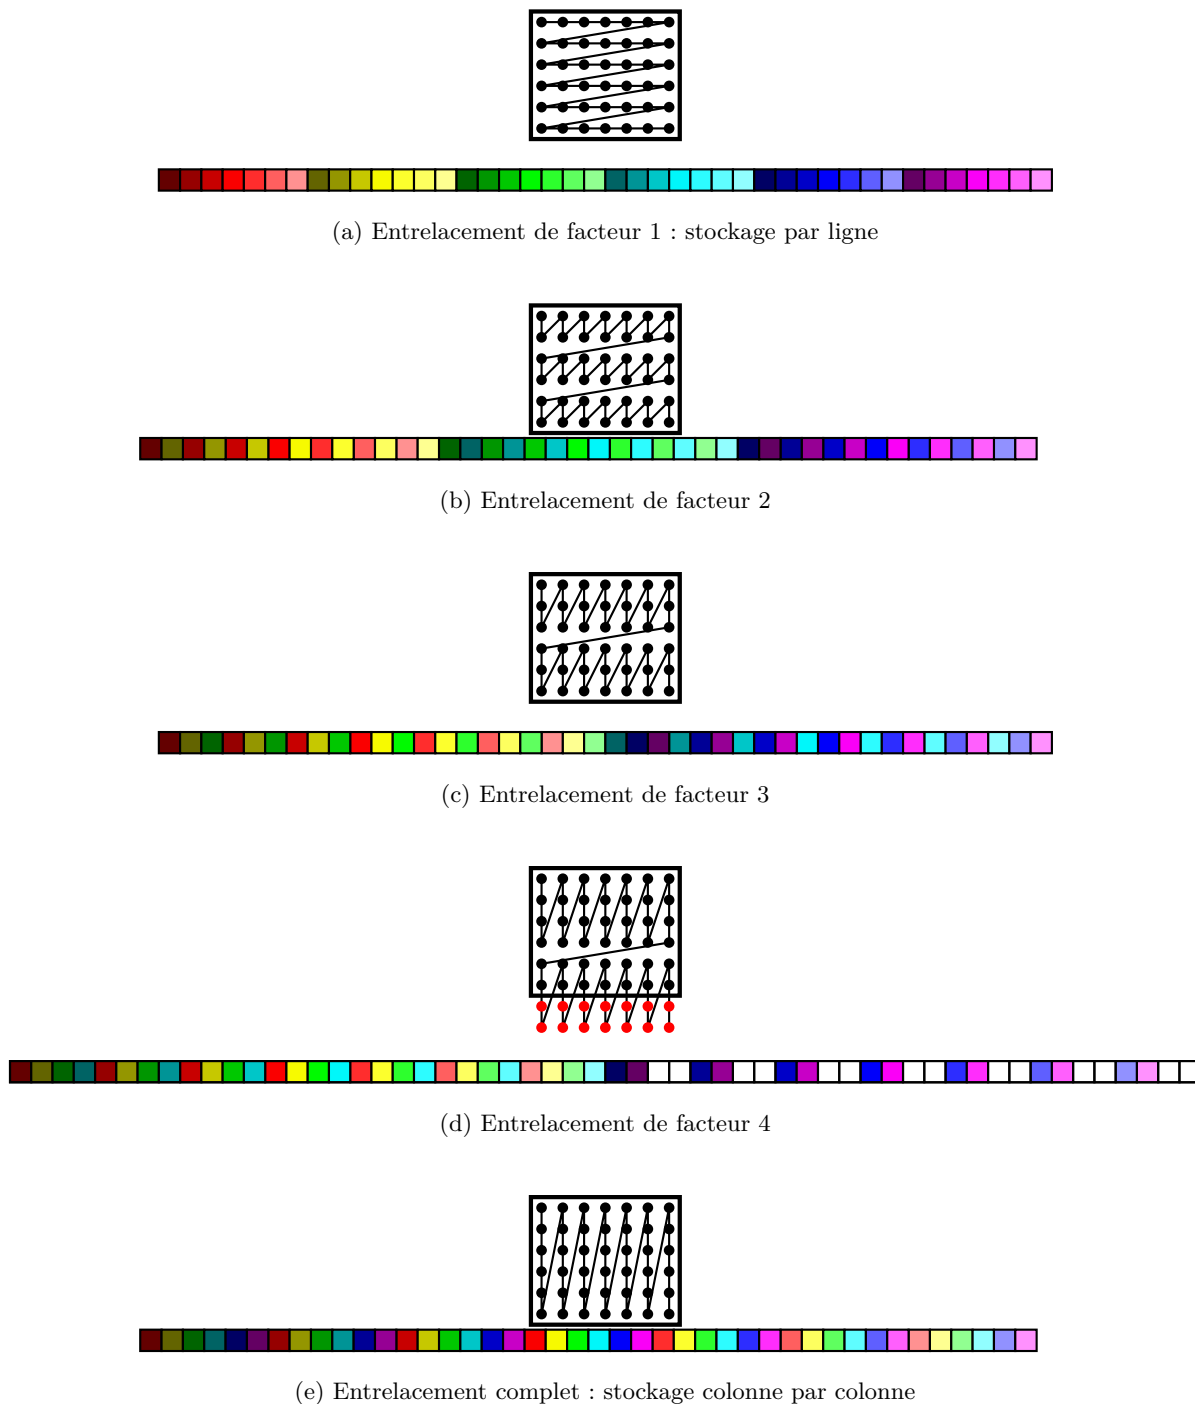 (a) Entrelacement de facteur 1 : stockage par ligne
(b) Entrelacement de facteur 2
(c) Entrelacement de facteur 3
(d) Entrelacement de facteur 4
(e) Entrelacement complet : stockage colonne par colonne